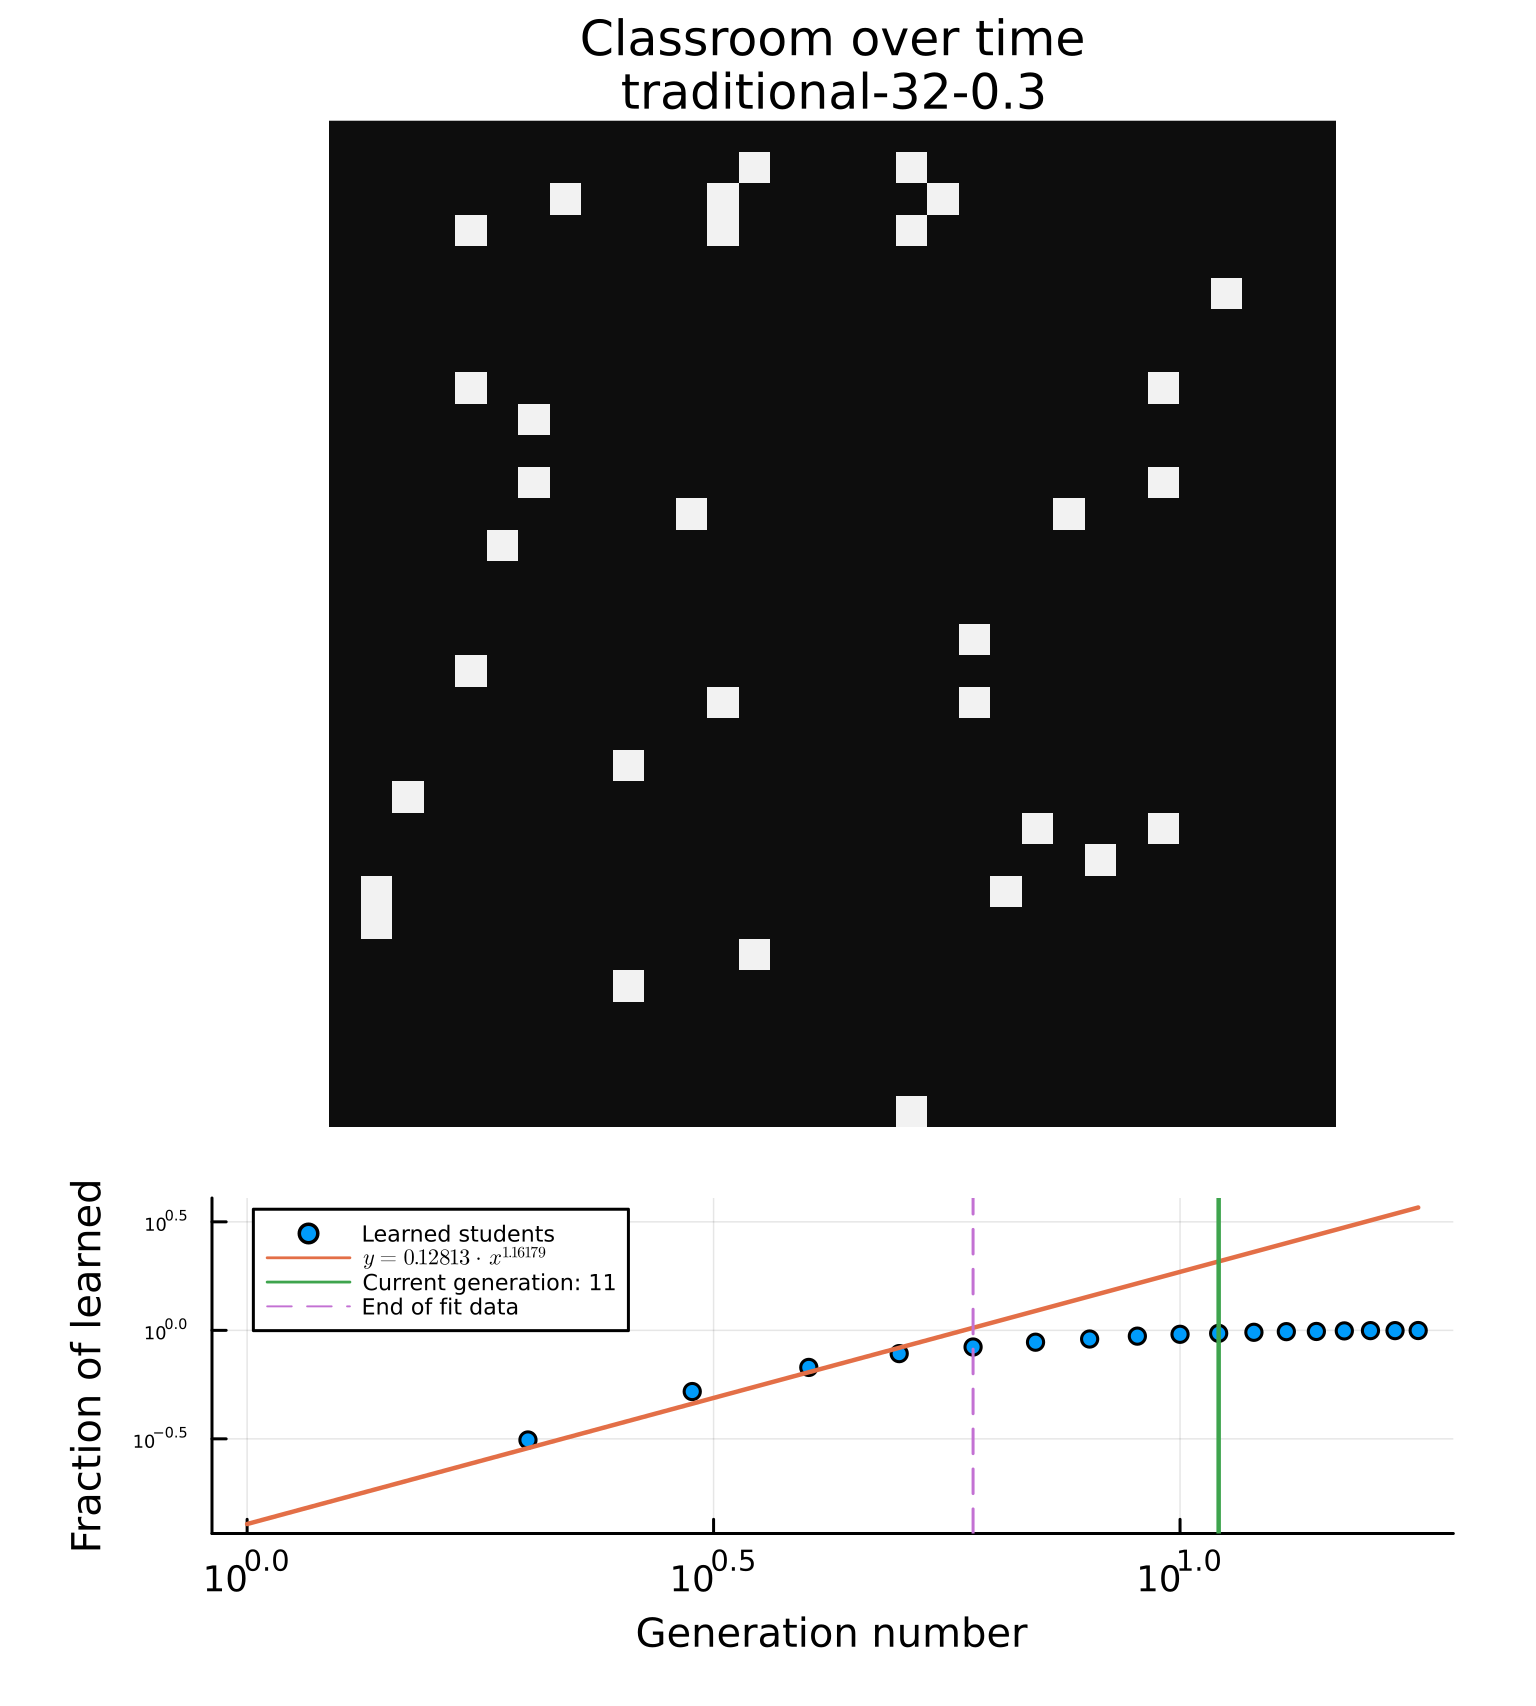 Classroom over time
traditional-32-0.3
Fraction of learned
10^0.5
10^0.0
10^−0.5
Learned students
y = 0.12813 · x^1.16179
Current generation: 11
End of fit data
10^0.0 10^0.5 10^1.0
Generation number